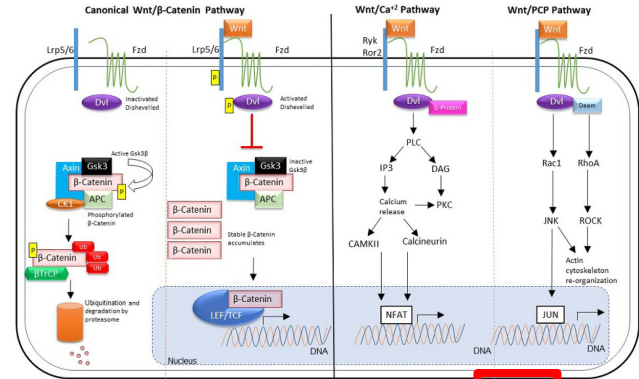 Canonical Wnt/β-Catenin Pathway
Wnt/Ca⁺² Pathway
Wnt/PCP Pathway
Lrp5/6
Fzd
Dvl
Inactivated
Dishevelled
Active Gsk3β
Axin
Gsk3
β-Catenin
P
APC
CK1
Phosphorylated
β-Catenin
P
β-Catenin
Ub
Ub
Ub
βTrCP
Ubiquitination and
degradation by
proteasome
Wnt
Lrp5/6
Fzd
P
P
Dvl
Activated
Dishevelled
Axin
Gsk3
Inactive
Gsk3β
β-Catenin
APC
β-Catenin
β-Catenin
β-Catenin
Stable β-Catenin
accumulates
β-Catenin
LEF/TCF
DNA
Nucleus
Wnt
Ryk
Ror2
Fzd
Dvl
G-Protein
PLC
IP3
DAG
Calcium
release
PKC
CAMKII
Calcineurin
NFAT
DNA
Wnt
Fzd
Dvl
Daam
Rac1
RhoA
JNK
ROCK
Actin
cytoskeleton
re-organization
JUN
DNA